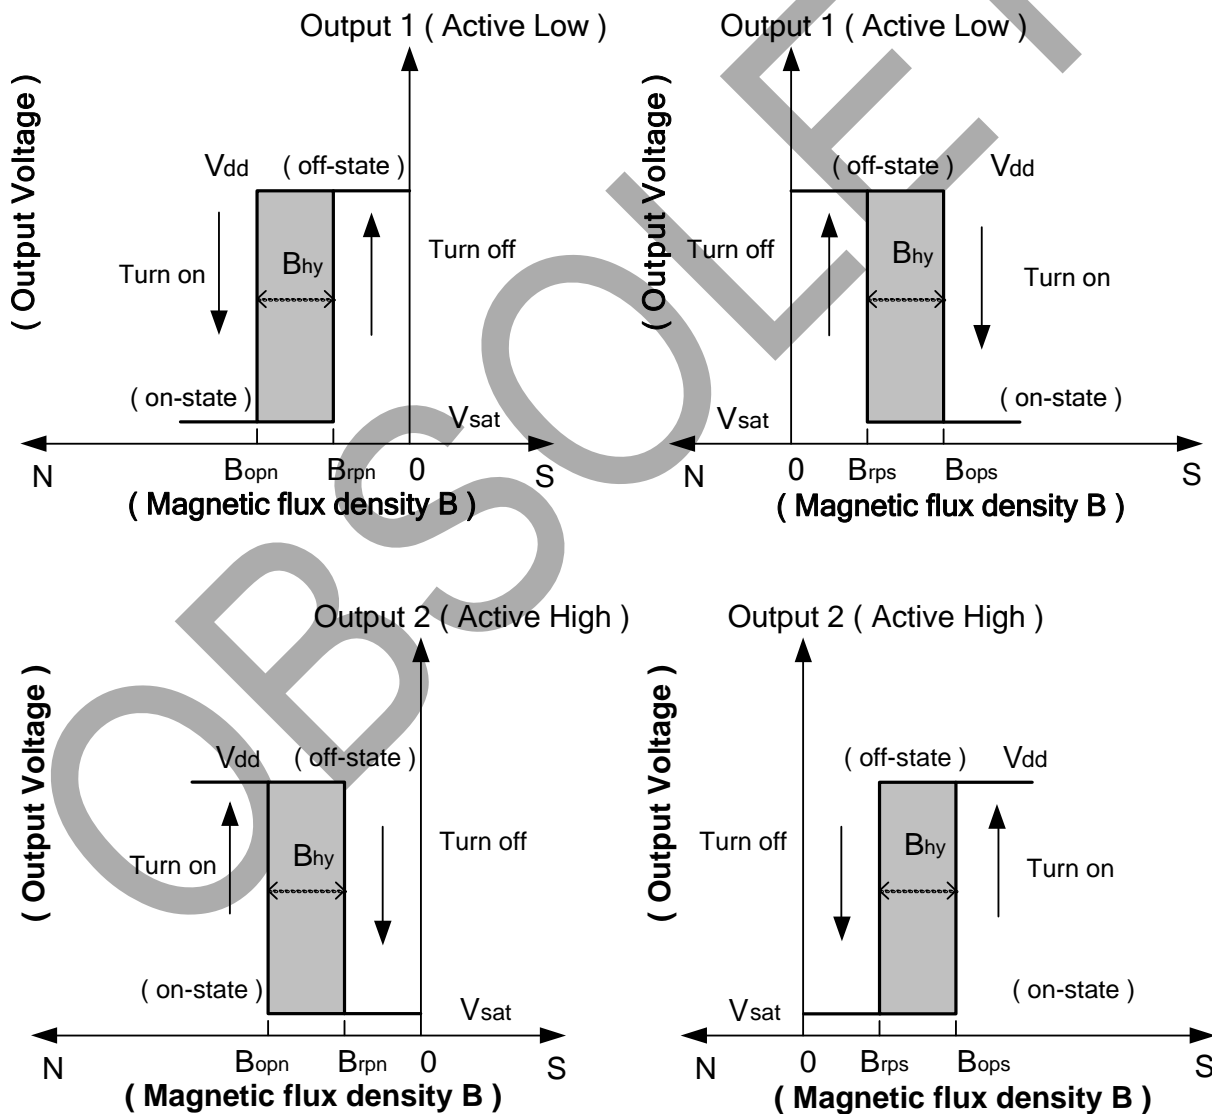 Output 1 ( Active Low )
( Output Voltage )
Vdd
( off-state )
Turn on
Bhy
Turn off
( on-state )
Vsat
N
Bopn
Brpn
0
S
( Magnetic flux density B )
Output 1 ( Active Low )
( Output Voltage )
( off-state )
Vdd
Turn off
Bhy
Turn on
( on-state )
Vsat
N
0
Brps
Bops
S
( Magnetic flux density B )
Output 2 ( Active High )
( Output Voltage )
Vdd
( off-state )
Turn on
Bhy
Turn off
( on-state )
Vsat
N
Bopn
Brpn
0
S
( Magnetic flux density B )
Output 2 ( Active High )
( Output Voltage )
( off-state )
Vdd
Turn off
Bhy
Turn on
( on-state )
Vsat
N
0
Brps
Bops
S
( Magnetic flux density B )
OBSOLET